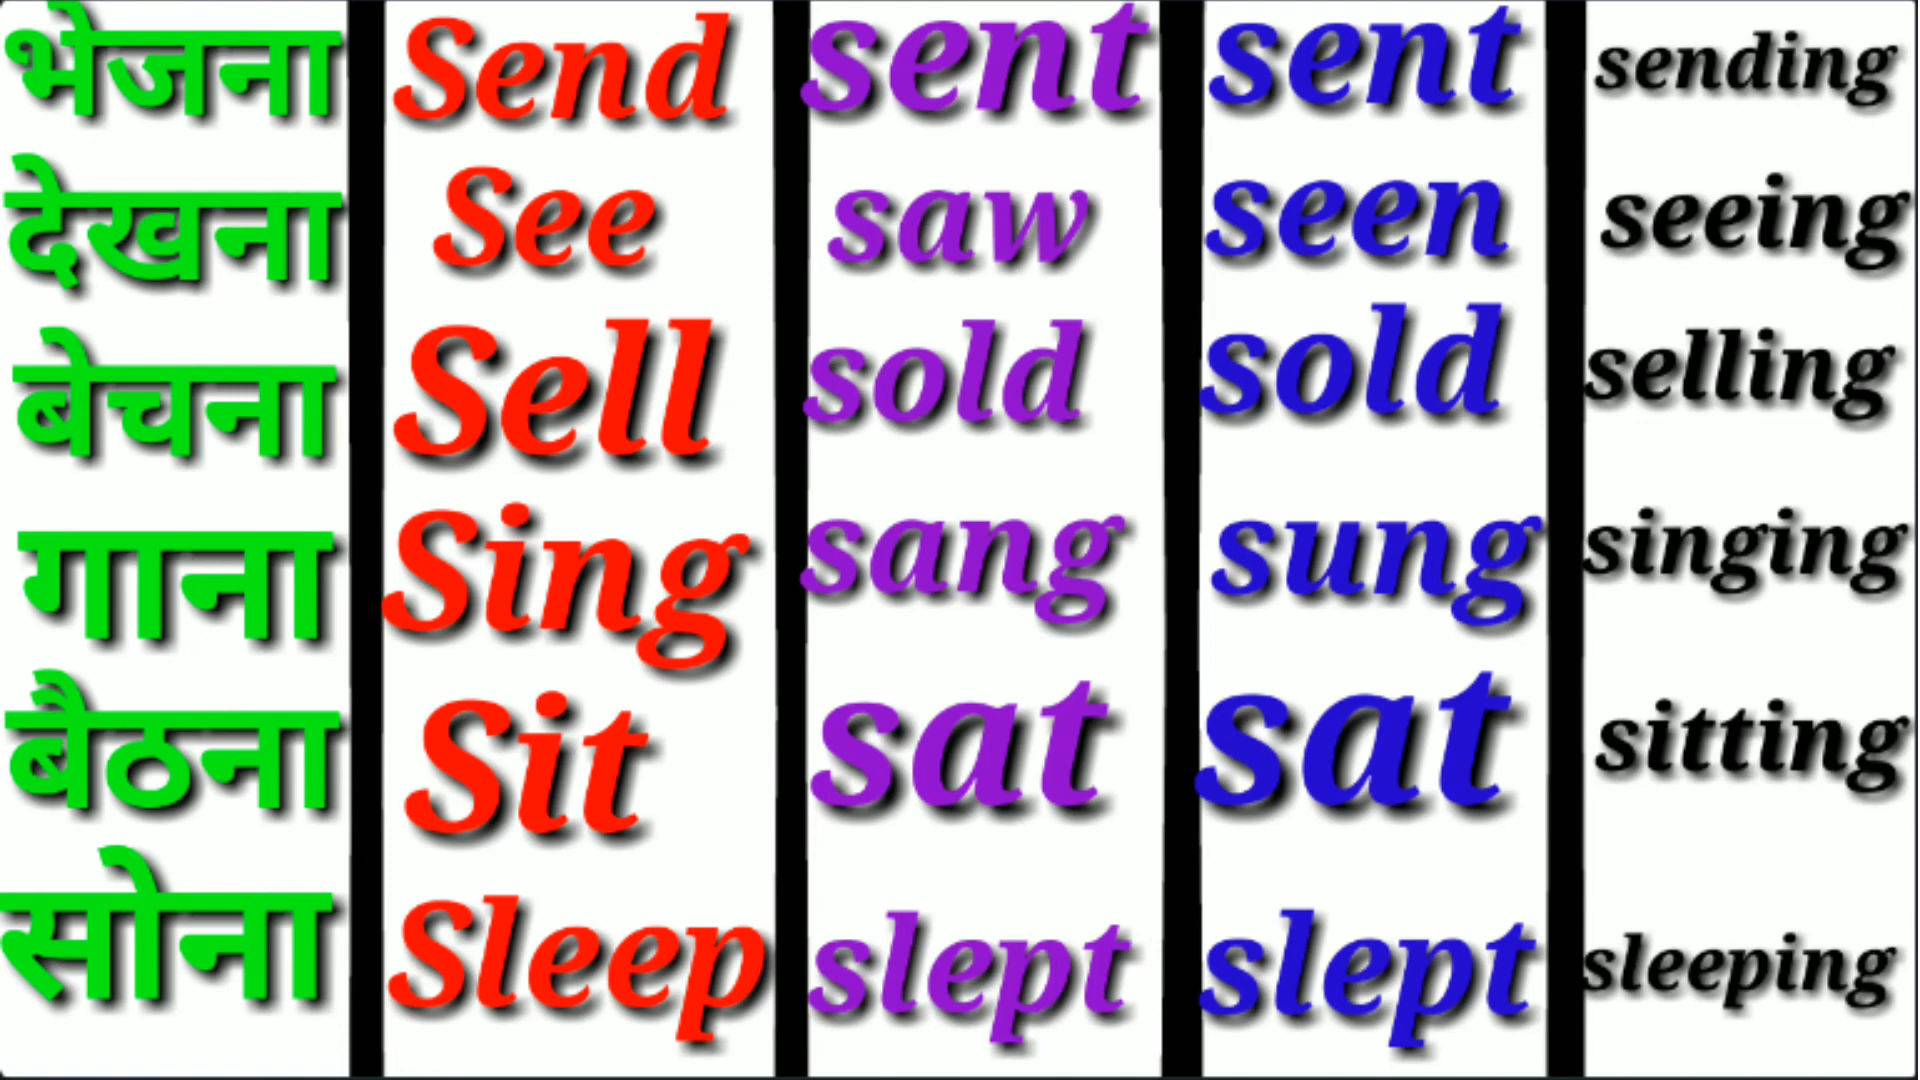 भेजना Send sent sent sending
देखना See saw seen seeing
बेचना Sell sold sold selling
गाना Sing sang sung singing
बैठना Sit sat sat sitting
सोना Sleep slept slept sleeping